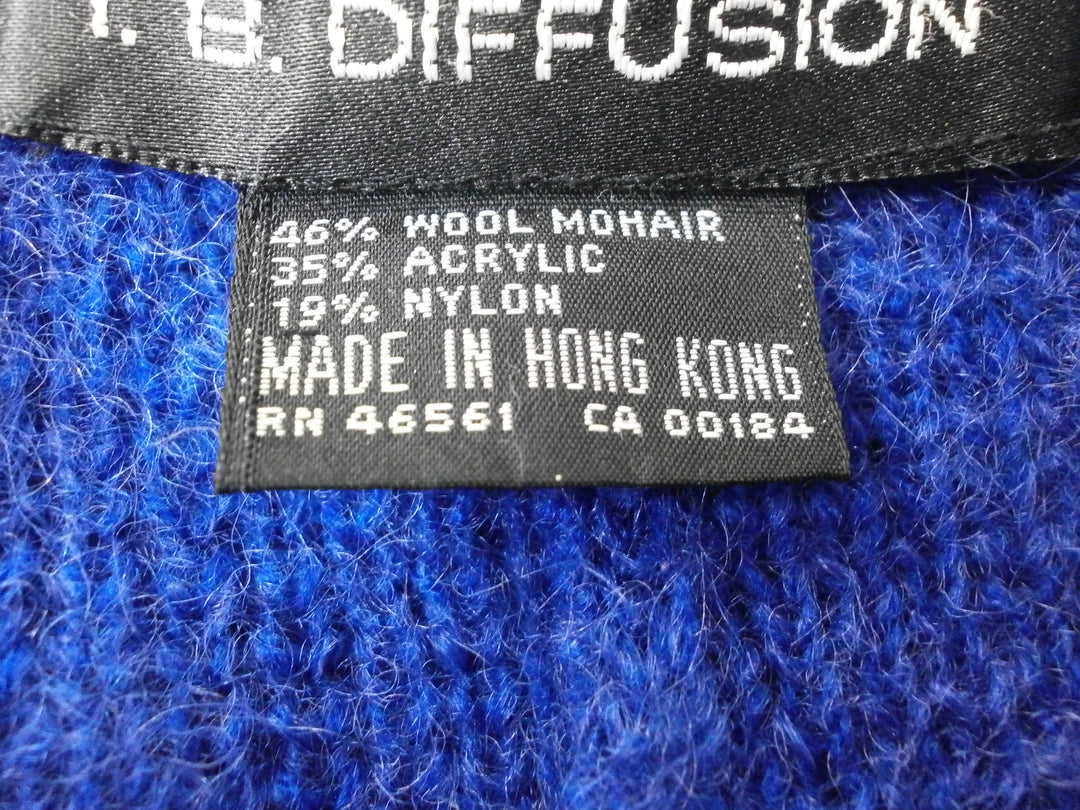 B. DIFFUSION
46% WOOL MOHAIR
35% ACRYLIC
19% NYLON
MADE IN HONG KONG
RN 46561 CA 00184